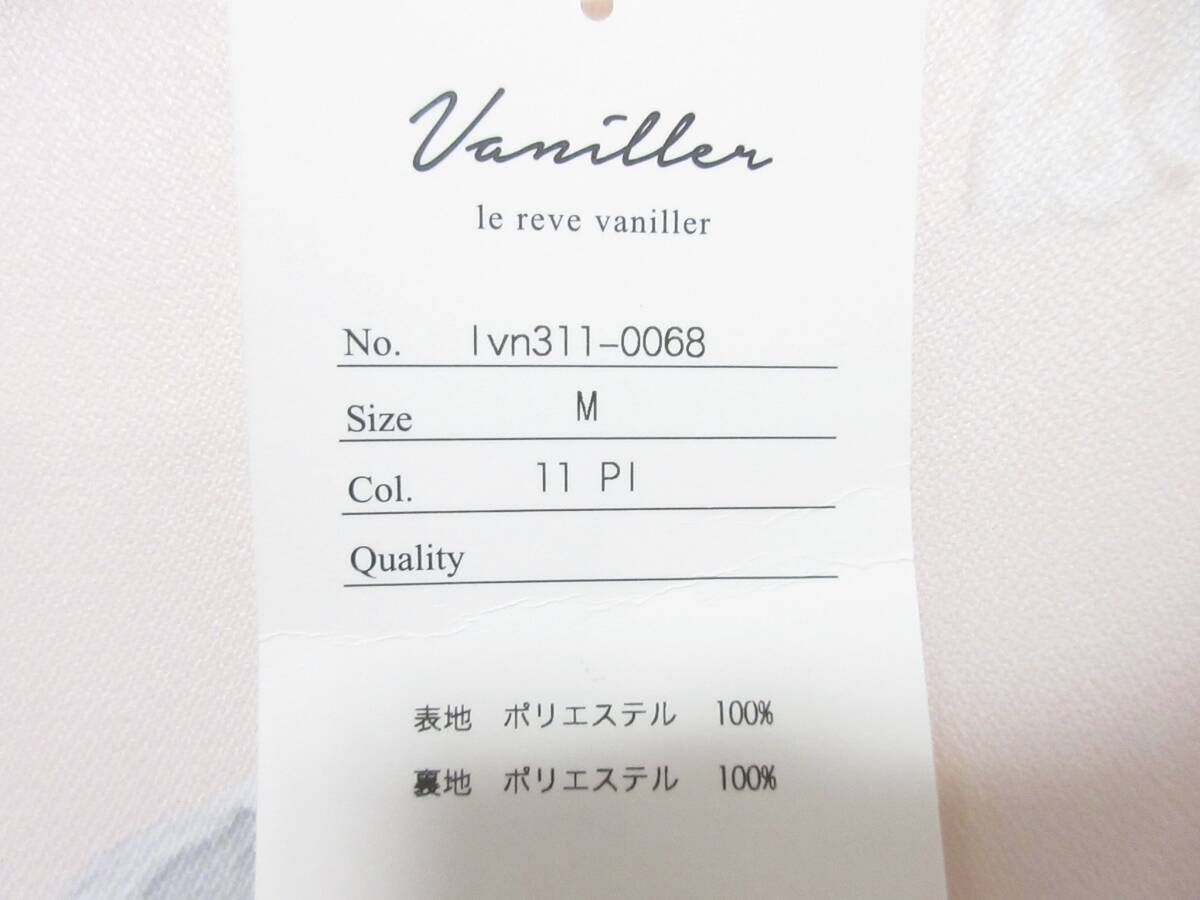 Vaniller
le reve vaniller
No. lvn311-0068
Size M
Col. 11 PI
Quality
表地 ポリエステル 100%
裏地 ポリエステル 100%